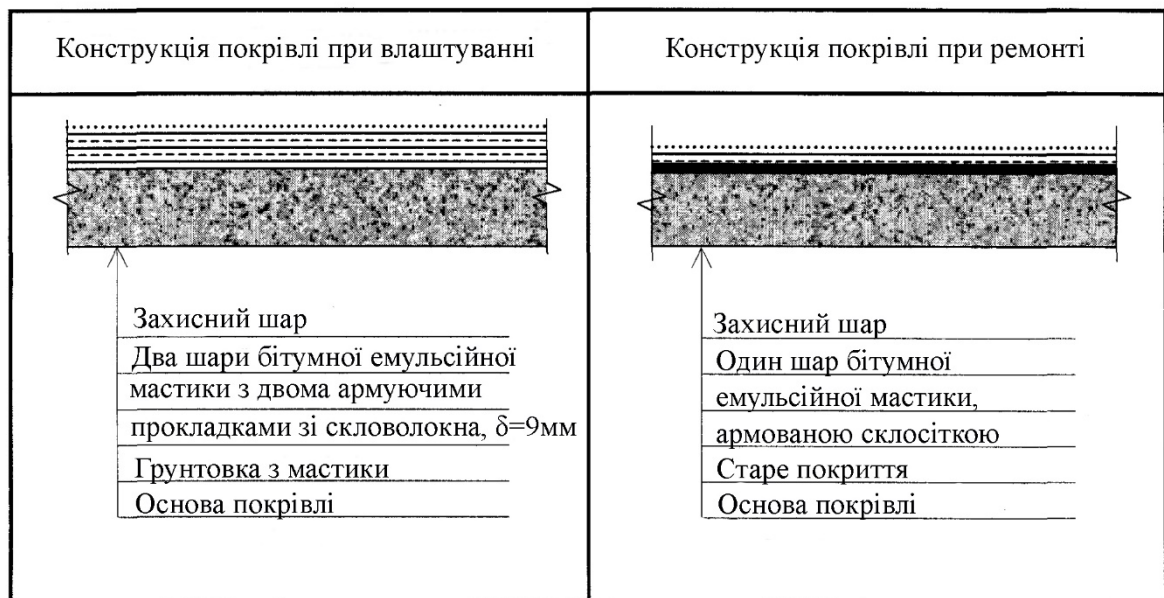 Конструкція покрівлі при влаштуванні
Конструкція покрівлі при ремонті
Захисний шар
Два шари бітумної емульсійної
мастики з двома армуючими
прокладками зі скловолокна, δ=9мм
Грунтовка з мастики
Основа покрівлі
Захисний шар
Один шар бітумної
емульсійної мастики,
армованою склосіткою
Старе покриття
Основа покрівлі